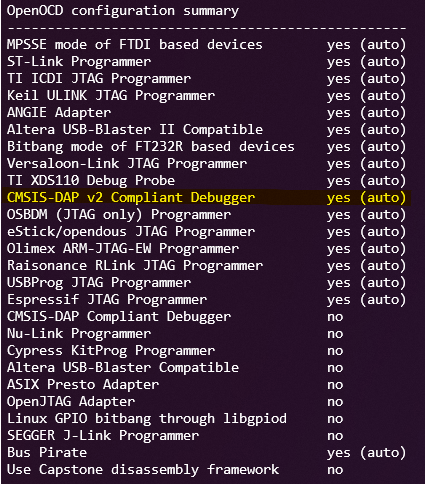 OpenOCD configuration summary
--------------------------------------------------
MPSSE mode of FTDI based devices yes (auto)
ST-Link Programmer yes (auto)
TI ICDI JTAG Programmer yes (auto)
Keil ULINK JTAG Programmer yes (auto)
ANGIE Adapter yes (auto)
Altera USB-Blaster II Compatible yes (auto)
Bitbang mode of FT232R based devices yes (auto)
Versaloon-Link JTAG Programmer yes (auto)
TI XDS110 Debug Probe yes (auto)
CMSIS-DAP v2 Compliant Debugger yes (auto)
OSBDM (JTAG only) Programmer yes (auto)
eStick/opendous JTAG Programmer yes (auto)
Olimex ARM-JTAG-EW Programmer yes (auto)
Raisonance RLink JTAG Programmer yes (auto)
USBProg JTAG Programmer yes (auto)
Espressif JTAG Programmer yes (auto)
CMSIS-DAP Compliant Debugger no
Nu-Link Programmer no
Cypress KitProg Programmer no
Altera USB-Blaster Compatible no
ASIX Presto Adapter no
OpenJTAG Adapter no
Linux GPIO bitbang through libgpiod no
SEGGER J-Link Programmer no
Bus Pirate yes (auto)
Use Capstone disassembly framework no